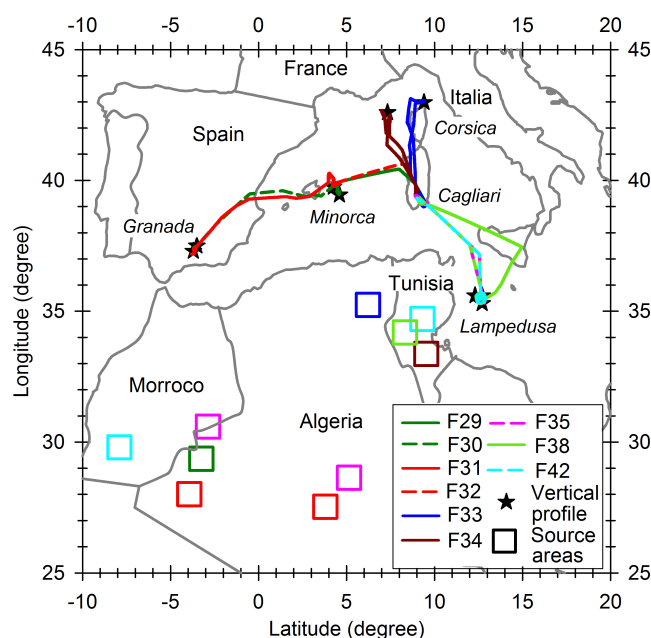 -10 -5 0 5 10 15 20
45 45
France
Italia
Spain
Corsica
40 40
Cagliari
Minorca
Granada
Longitude (degree)
Tunisia
35 35
Lampedusa
Morroco
Algeria
F29 F35
30 F30 F38 30
F31 F42
F32 Vertical
profile
F33 Source
F34 areas
25 25
-10 -5 0 5 10 15 20
Latitude (degree)